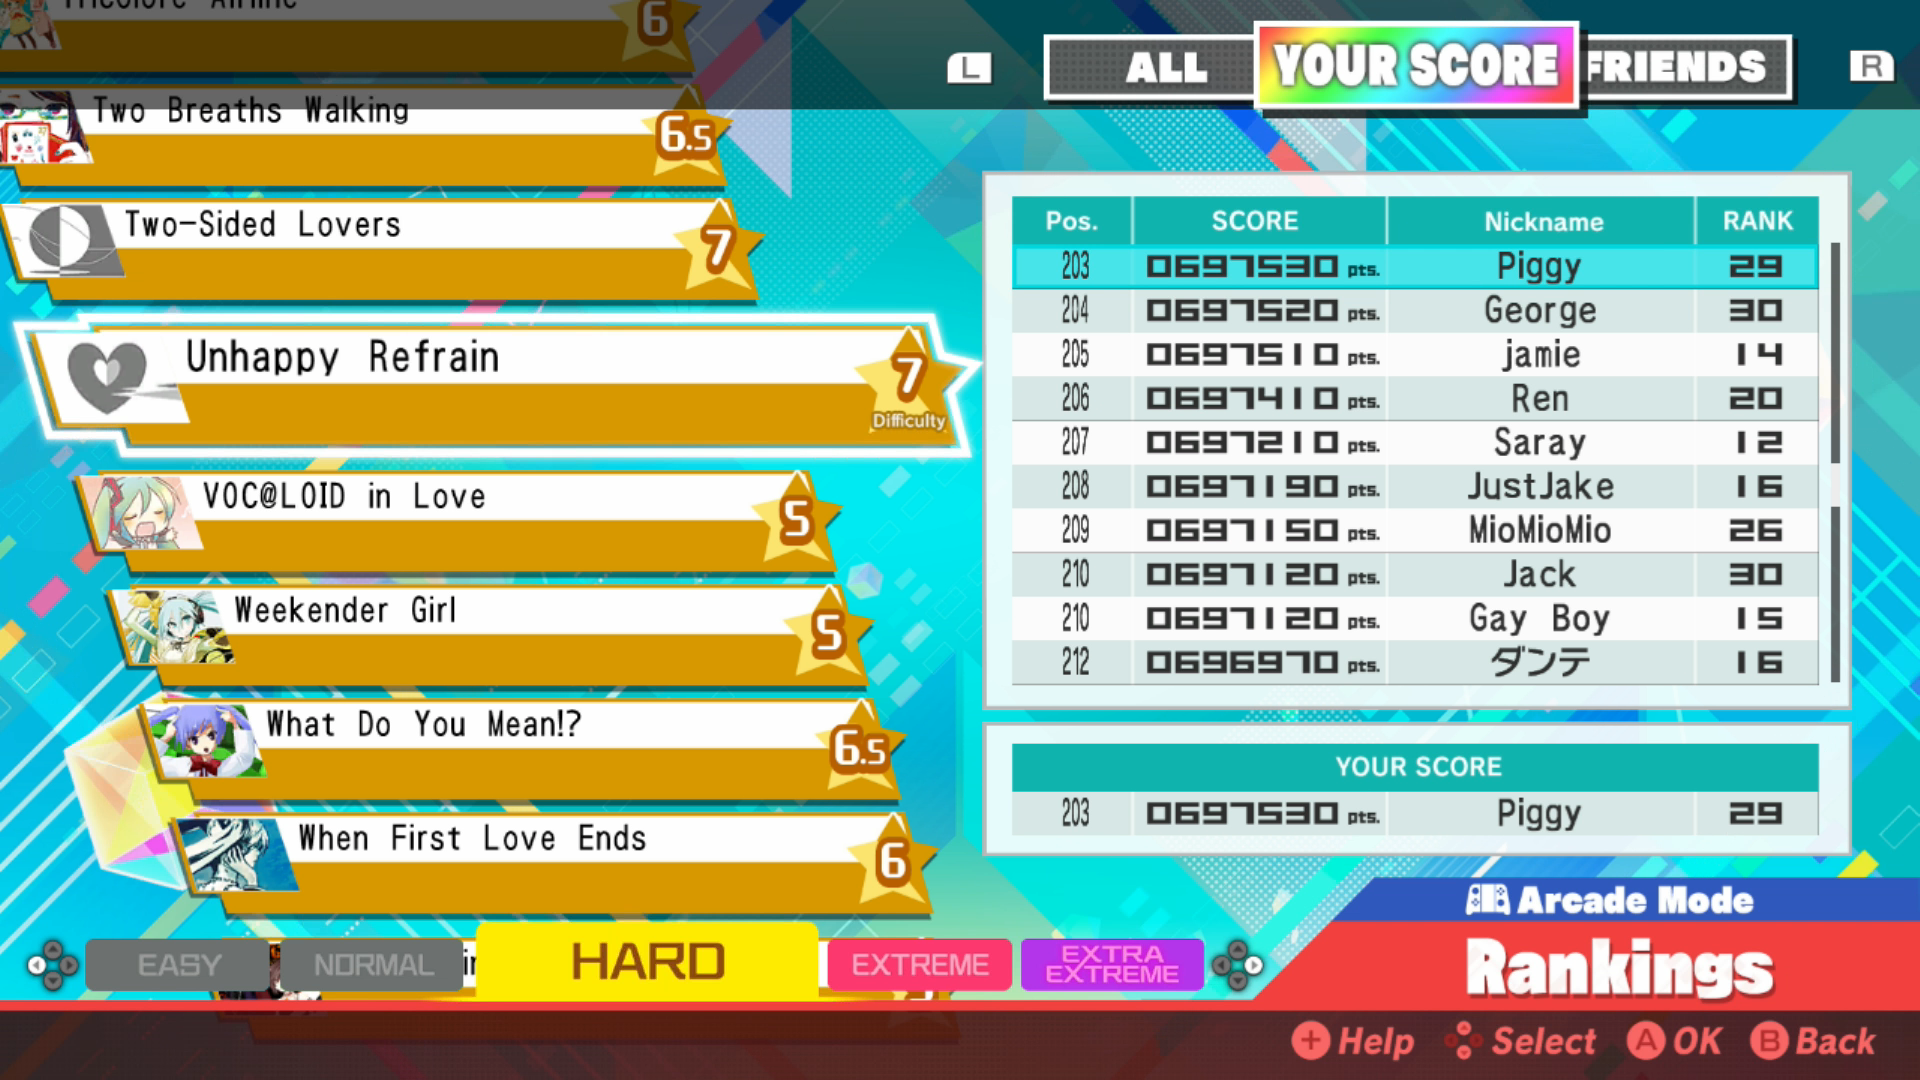 Tricolore Airline
6
L
ALL
YOUR SCORE
FRIENDS
R
Two Breaths Walking
6.5
Two-Sided Lovers
7
Unhappy Refrain
7
Difficulty
VOC@LOID in Love
5
Weekender Girl
5
What Do You Mean!?
6.5
When First Love Ends
6
Pos. SCORE Nickname RANK
203 0697530 pts. Piggy 29
204 0697520 pts. George 30
205 0697510 pts. jamie 14
206 0697410 pts. Ren 20
207 0697210 pts. Saray 12
208 0697190 pts. JustJake 16
209 0697150 pts. MioMioMio 26
210 0697120 pts. Jack 30
210 0697120 pts. Gay Boy 15
212 0696970 pts. ダンテ 16
YOUR SCORE
203 0697530 pts. Piggy 29
Arcade Mode
Rankings
EASY
NORMAL
HARD
EXTREME
EXTRA
EXTREME
+ Help
Select
A OK
B Back